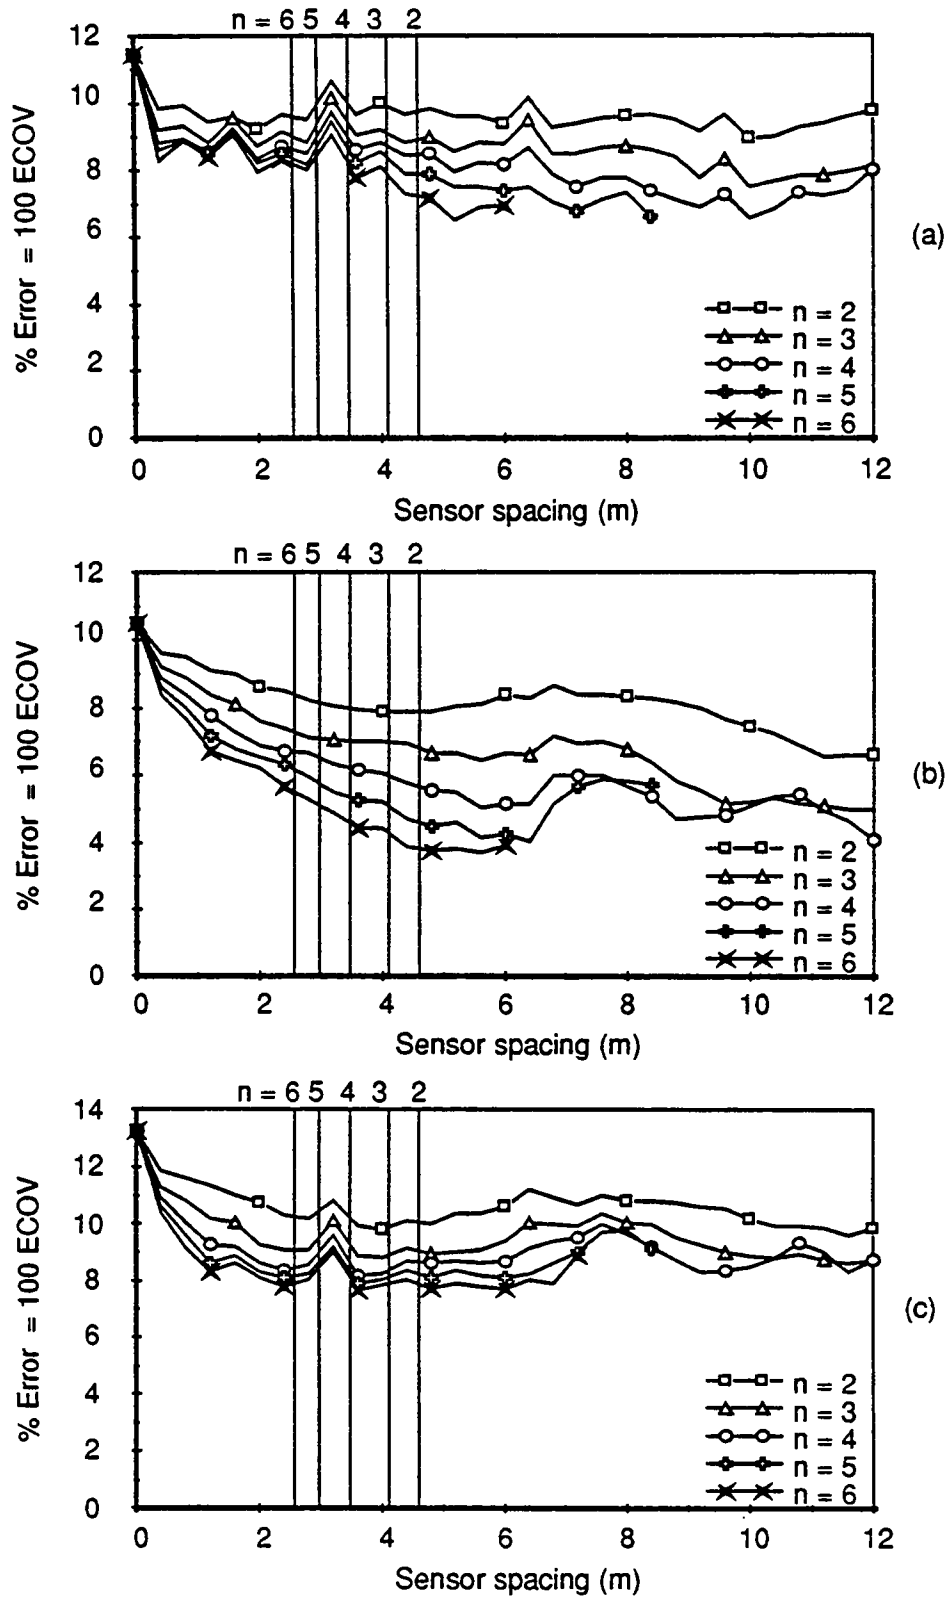 n = 6 5 4 3 2
12
10
8
6
4
2
0
% Error = 100 ECOV
(a)
n = 2
n = 3
n = 4
n = 5
n = 6
0 2 4 6 8 10 12
Sensor spacing (m)
n = 6 5 4 3 2
12
10
8
6
4
2
0
% Error = 100 ECOV
(b)
n = 2
n = 3
n = 4
n = 5
n = 6
0 2 4 6 8 10 12
Sensor spacing (m)
n = 6 5 4 3 2
14
12
10
8
6
4
2
0
% Error = 100 ECOV
(c)
n = 2
n = 3
n = 4
n = 5
n = 6
0 2 4 6 8 10 12
Sensor spacing (m)